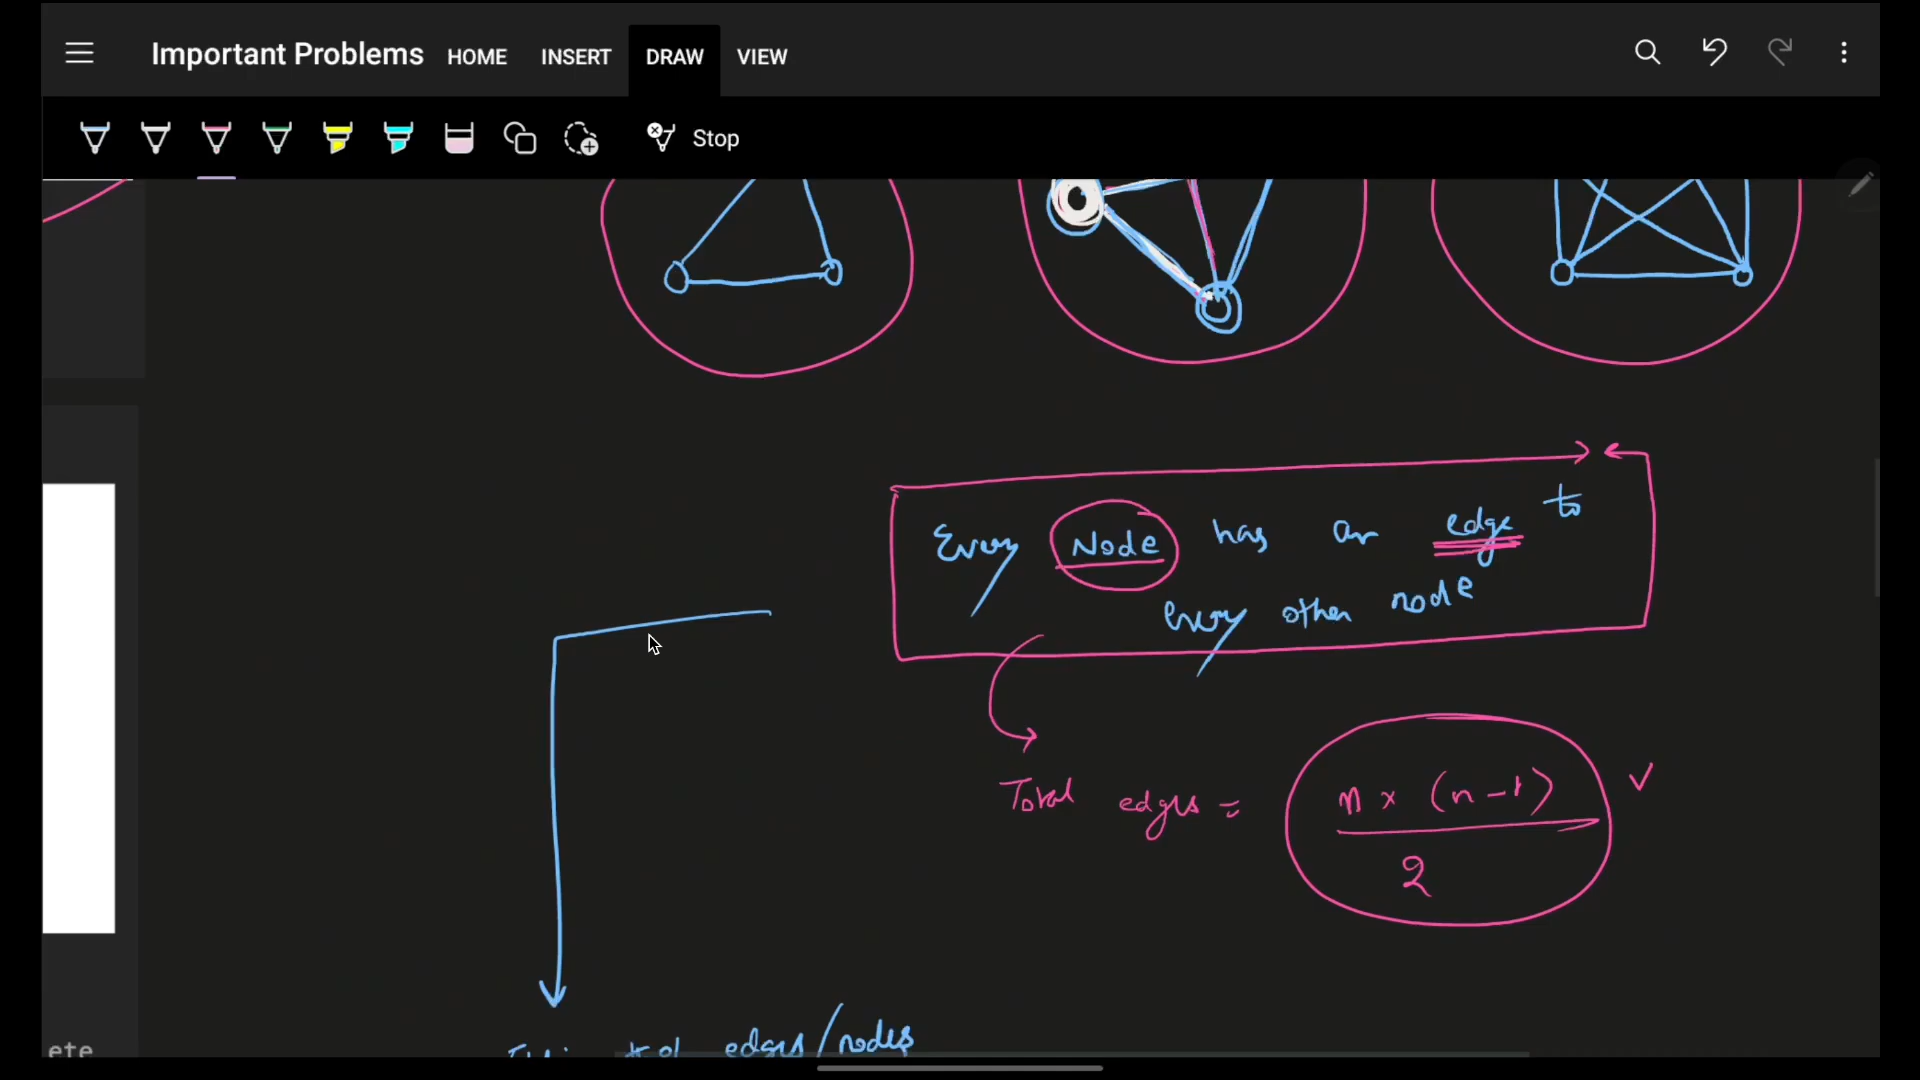 Important Problems HOME INSERT DRAW VIEW
Stop
Every Node has an edge to
every other node
Total edges =
n × (n-1)
2
edges/nodes
ete